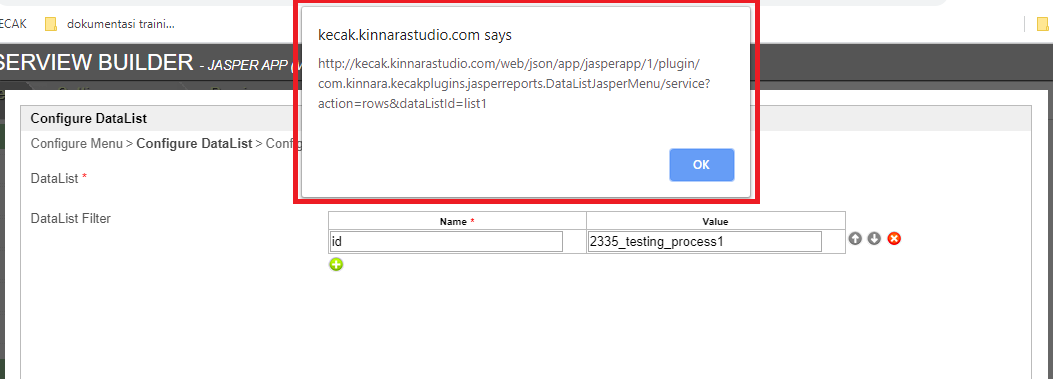 ECAK
dokumentasi traini...
kecak.kinnarastudio.com says
http://kecak.kinnarastudio.com/web/json/app/jasperapp/1/plugin/
com.kinnara.kecakplugins.jasperreports.DataListJasperMenu/service?
action=rows&dataListId=list1
OK
SERVIEW BUILDER - JASPER APP (
Configure DataList
Configure Menu > Configure DataList > Config
DataList *
DataList Filter
Name *
Value
id
2335_testing_process1